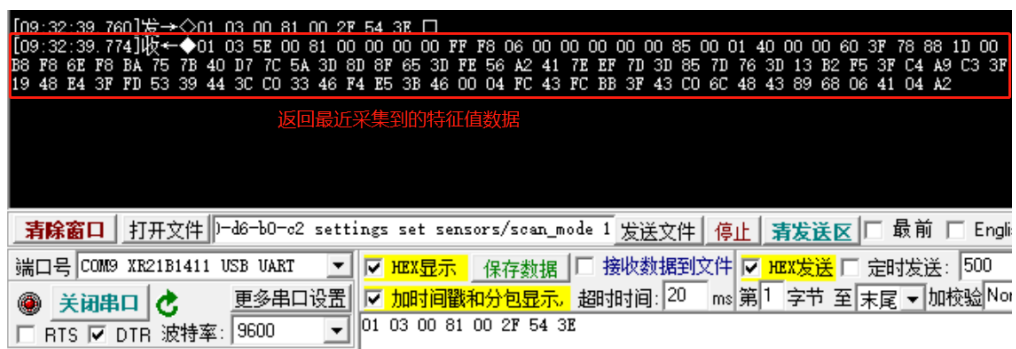 [09:32:39.760]发→◇01 03 00 81 00 2F 54 3E □
[09:32:39.774]收←◆01 03 5E 00 81 00 00 00 00 FF F8 06 00 00 00 00 00 85 00 01 40 00 00 60 3F 78 88 1D 00
B8 F8 6E F8 BA 75 7B 40 D7 7C 5A 3D 8D 8F 65 3D FE 56 A2 41 7E EF 7D 3D 85 7D 76 3D 13 B2 F5 3F C4 A9 C3 3F
19 48 E4 3F FD 53 39 44 3C C0 33 46 F4 E5 3B 46 00 04 FC 43 FC BB 3F 43 C0 6C 48 43 89 68 06 41 04 A2
返回最近采集到的特征值数据
清除窗口 打开文件 )-d6-b0-c2 settings set sensors/scan_mode 1 发送文件 停止 清发送区 最前 Engli
端口号 COM9 XR21B1411 USB UART HEX显示 保存数据 接收数据到文件 HEX发送 定时发送: 500
关闭串口 更多串口设置 加时间戳和分包显示, 超时时间: 20 ms 第1 字节 至 末尾 加校验 Non
RTS DTR 波特率: 9600 01 03 00 81 00 2F 54 3E